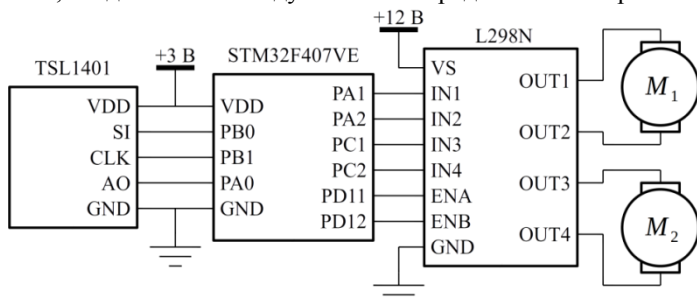 +12 В
L298N
+3 В
STM32F407VE
TSL1401
VDD
SI
CLK
AO
GND
VDD
PB0
PB1
PA0
GND
PA1
PA2
PC1
PC2
PD11
PD12
VS
IN1
IN2
IN3
IN4
ENA
ENB
GND
OUT1
OUT2
OUT3
OUT4
M1
M2